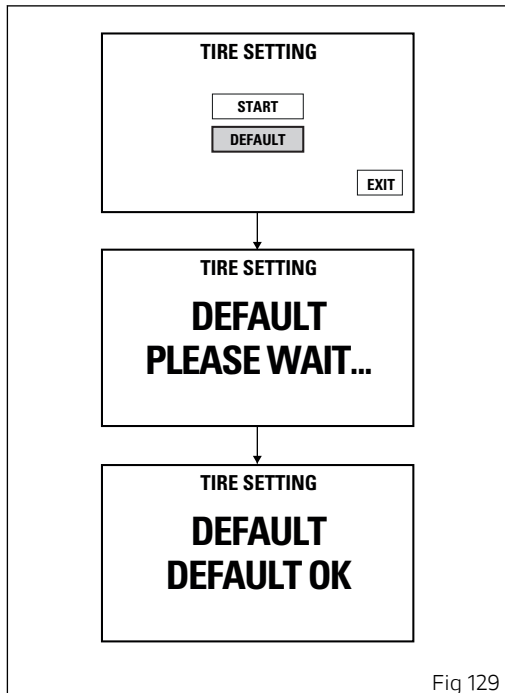 TIRE SETTING
START
DEFAULT
EXIT
TIRE SETTING
DEFAULT
PLEASE WAIT...
TIRE SETTING
DEFAULT
DEFAULT OK
Fig 129